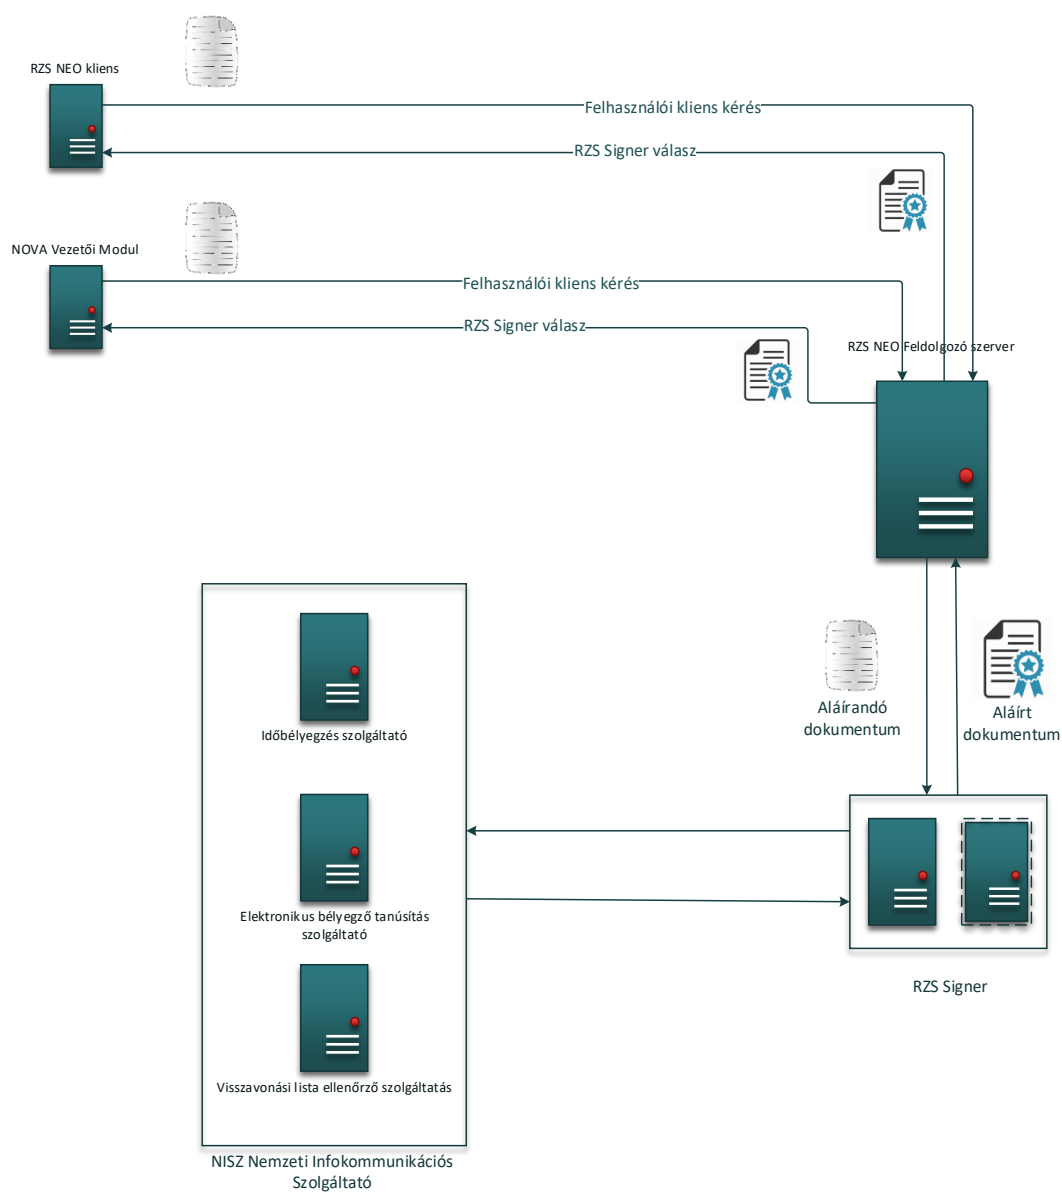 RZS NEO kliens
Felhasználói kliens kérés
RZS Signer válasz
NOVA Vezetői Modul
Felhasználói kliens kérés
RZS Signer válasz
RZS NEO Feldolgozó szerver
Aláírandó
dokumentum
Aláírt
dokumentum
Időbélyegzés szolgáltató
Elektronikus bélyegző tanúsítás
szolgáltató
RZS Signer
Visszavonási lista ellenőrző szolgáltatás
NISZ Nemzeti Infokommunikációs
Szolgáltató